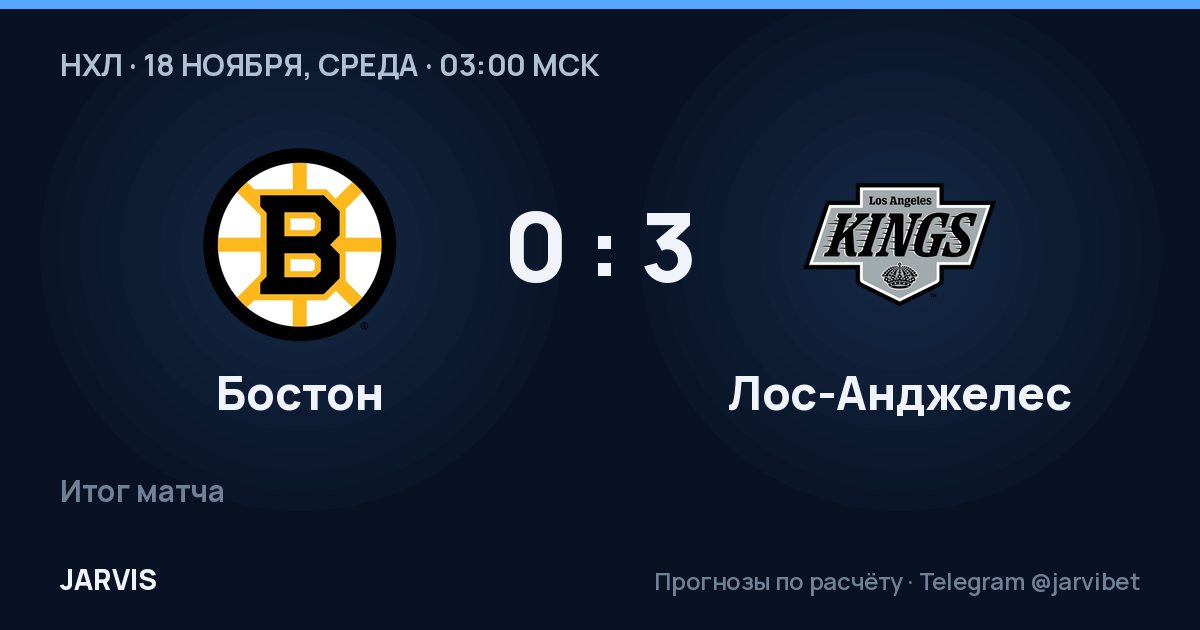 НХЛ · 18 НОЯБРЯ, СРЕДА · 03:00 МСК
B
®
0 : 3
Los Angeles
KINGS
™
Бостон
Лос-Анджелес
Итог матча
JARVIS
Прогнозы по расчёту · Telegram @jarvibet